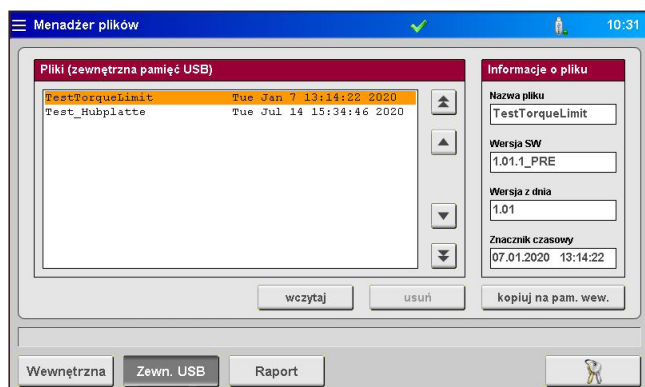 Menadżer plików 10:31
Pliki (zewnętrzna pamięć USB)
TestTorqueLimit Tue Jan 7 13:14:22 2020
Test_Hubplatte Tue Jul 14 15:34:46 2020
Informacje o pliku
Nazwa pliku
TestTorqueLimit
Wersja SW
1.01.1_PRE
Wersja z dnia
1.01
Znacznik czasowy
07.01.2020 13:14:22
wczytaj usuń kopiuj na pam. wew.
Wewnętrzna Zewn. USB Raport